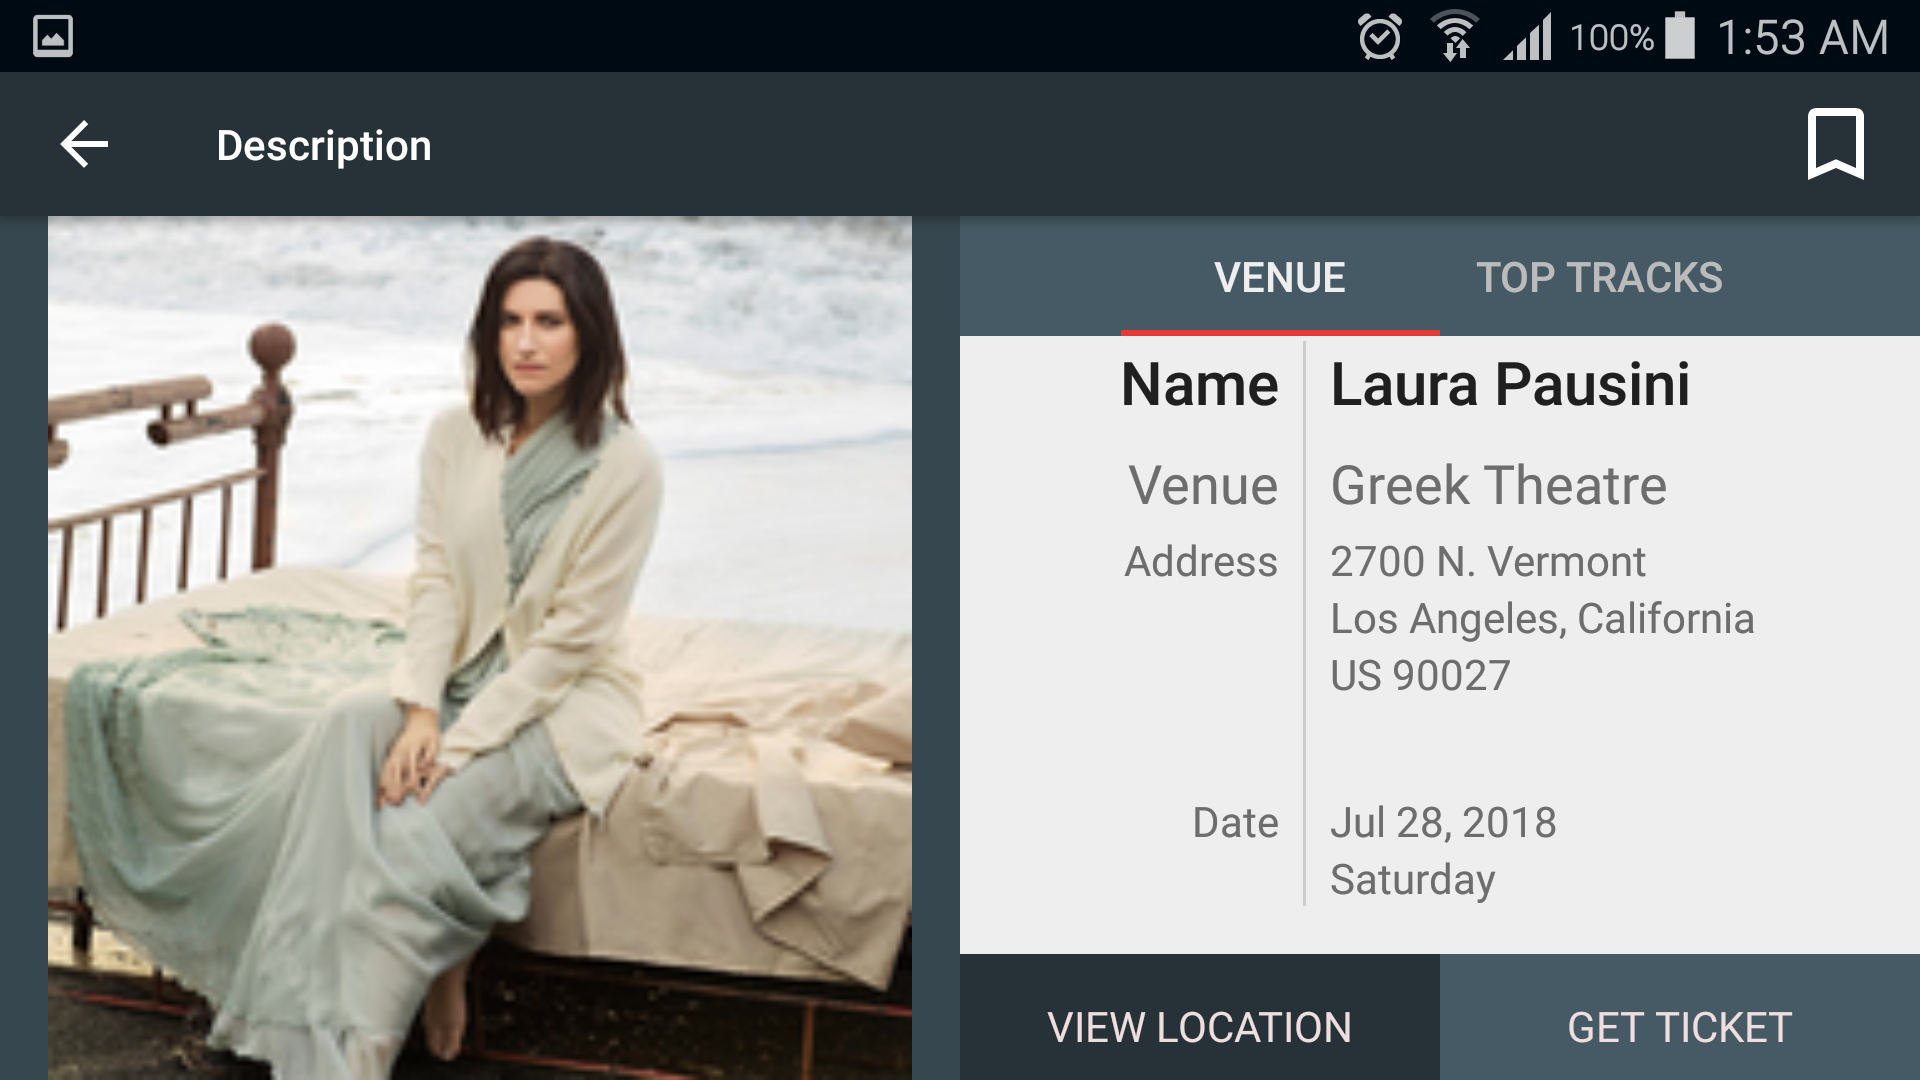 100% 1:53 AM
Description
VENUE TOP TRACKS
Name Laura Pausini
Venue Greek Theatre
Address 2700 N. Vermont
Los Angeles, California
US 90027
Date Jul 28, 2018
Saturday
VIEW LOCATION GET TICKET